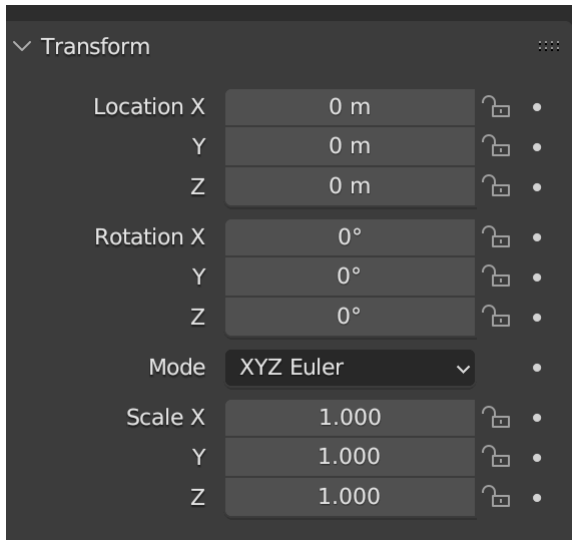 Transform
Location X 0 m
Y 0 m
Z 0 m
Rotation X 0°
Y 0°
Z 0°
Mode XYZ Euler
Scale X 1.000
Y 1.000
Z 1.000